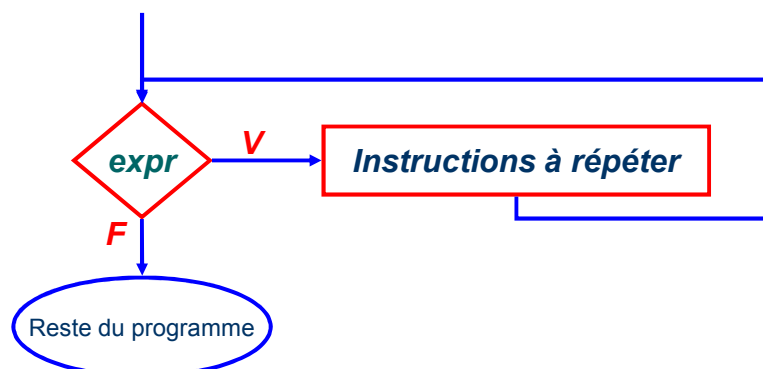 expr
V
Instructions à répéter
F
Reste du programme